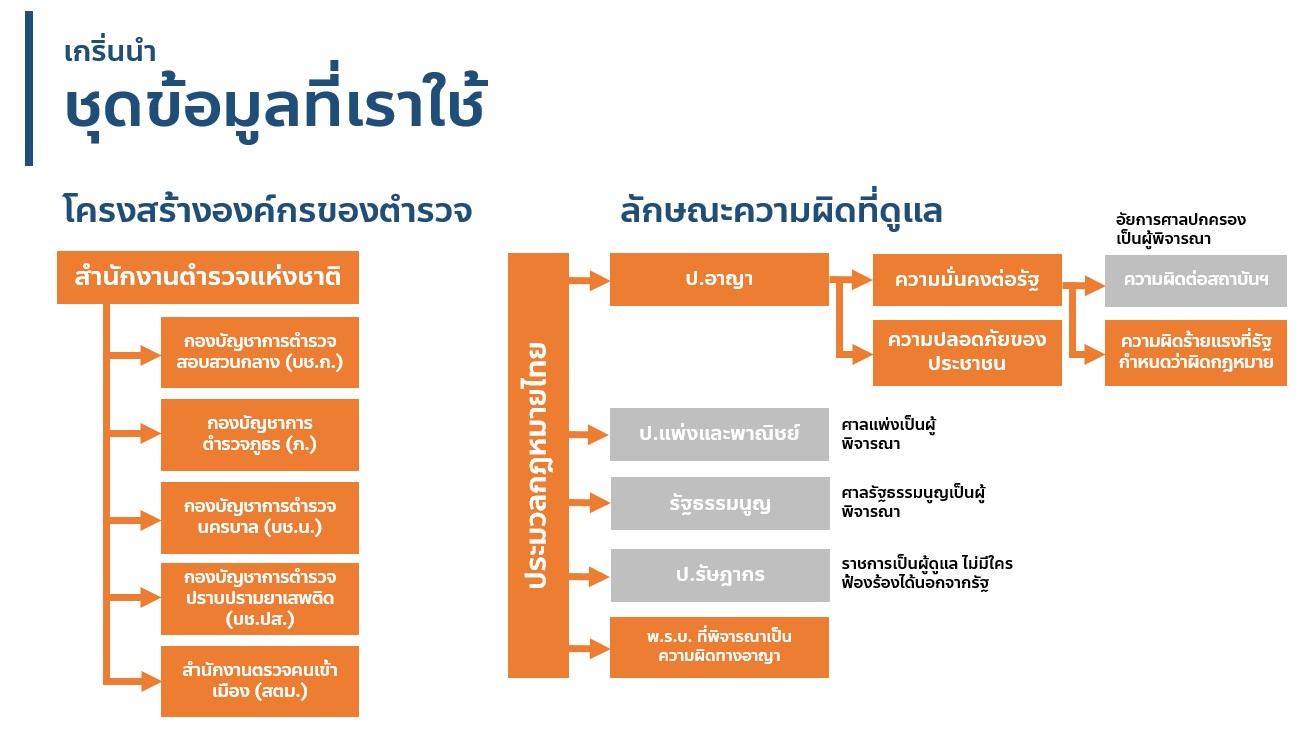 เกริ่นนำ
ชุดข้อมูลที่เราใช้
โครงสร้างองค์กรของตำรวจ
สำนักงานตำรวจแห่งชาติ
กองบัญชาการตำรวจ
สอบสวนกลาง (บช.ก.)
กองบัญชาการ
ตำรวจภูธร (ภ.)
กองบัญชาการตำรวจ
นครบาล (บช.น.)
กองบัญชาการตำรวจ
ปราบปรามยาเสพติด
(บช.ปส.)
สำนักงานตรวจคนเข้า
เมือง (สตม.)
ลักษณะความผิดที่ดูแล
ประมวลกฎหมายไทย
ป.อาญา
ความมั่นคงต่อรัฐ
ความปลอดภัยของ
ประชาชน
อัยการศาลปกครอง
เป็นผู้พิจารณา
ความผิดต่อสถาบันฯ
ความผิดร้ายแรงที่รัฐ
กำหนดว่าผิดกฎหมาย
ป.แพ่งและพาณิชย์
ศาลแพ่งเป็นผู้
พิจารณา
รัฐธรรมนูญ
ศาลรัฐธรรมนูญเป็นผู้
พิจารณา
ป.รัษฎากร
ราชการเป็นผู้ดูแล ไม่มีใคร
ฟ้องร้องได้นอกจากรัฐ
พ.ร.บ. ที่พิจารณาเป็น
ความผิดทางอาญา